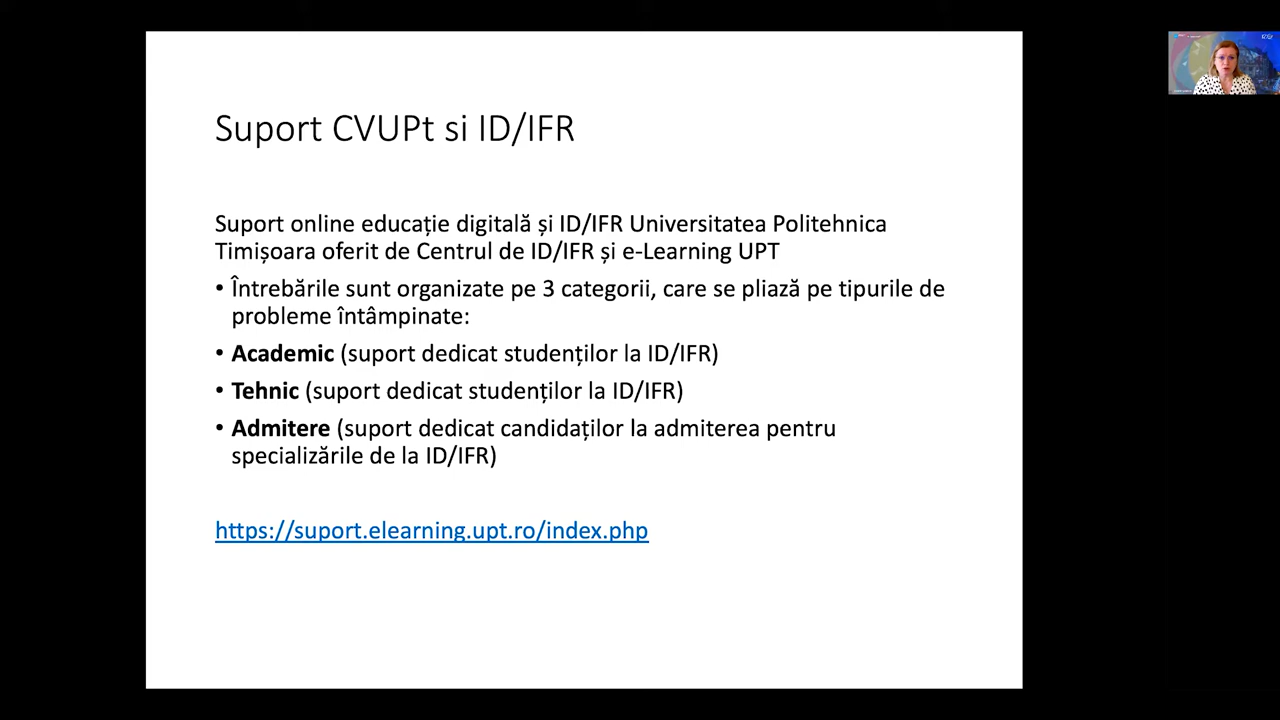 Suport CVUPt si ID/IFR
Suport online educație digitală și ID/IFR Universitatea Politehnica
Timișoara oferit de Centrul de ID/IFR și e-Learning UPT
• Întrebările sunt organizate pe 3 categorii, care se pliază pe tipurile de
probleme întâmpinate:
• Academic (suport dedicat studenților la ID/IFR)
• Tehnic (suport dedicat studenților la ID/IFR)
• Admitere (suport dedicat candidaților la admiterea pentru
specializările de la ID/IFR)
https://suport.elearning.upt.ro/index.php